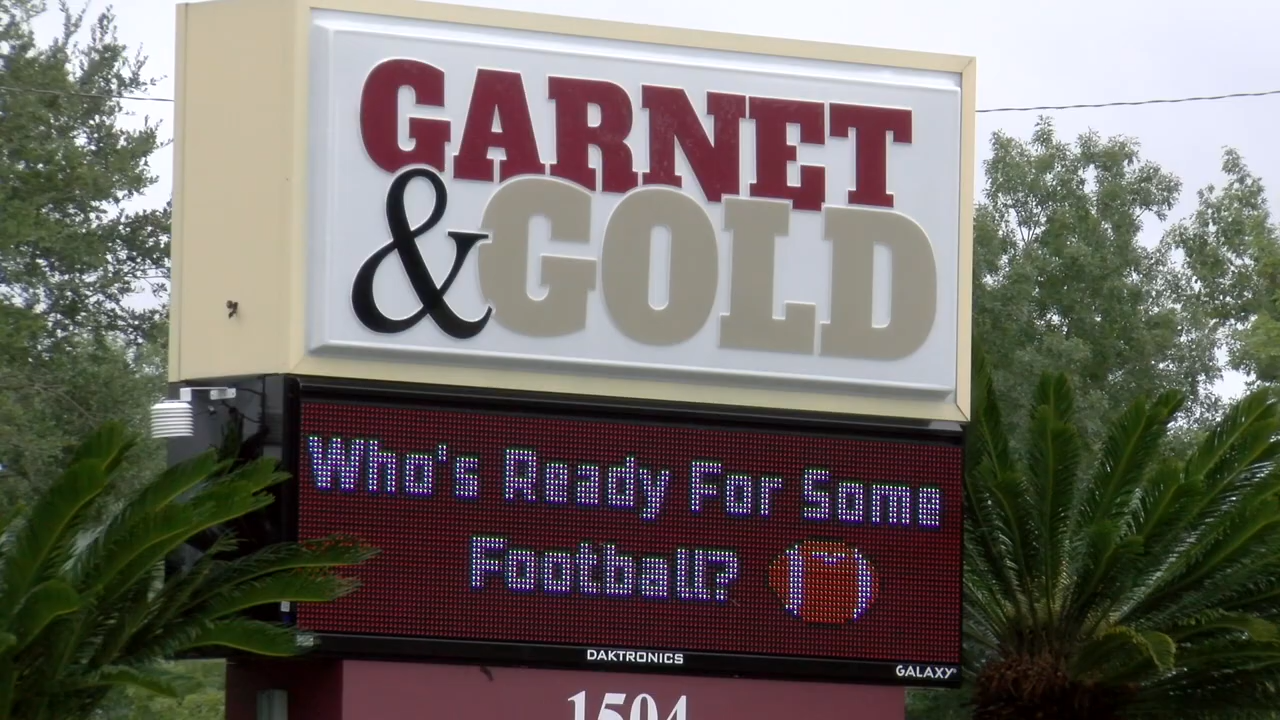 GARNET
& GOLD
Who's Ready For Some
Football?
DAKTRONICS
GALAXY®
1504